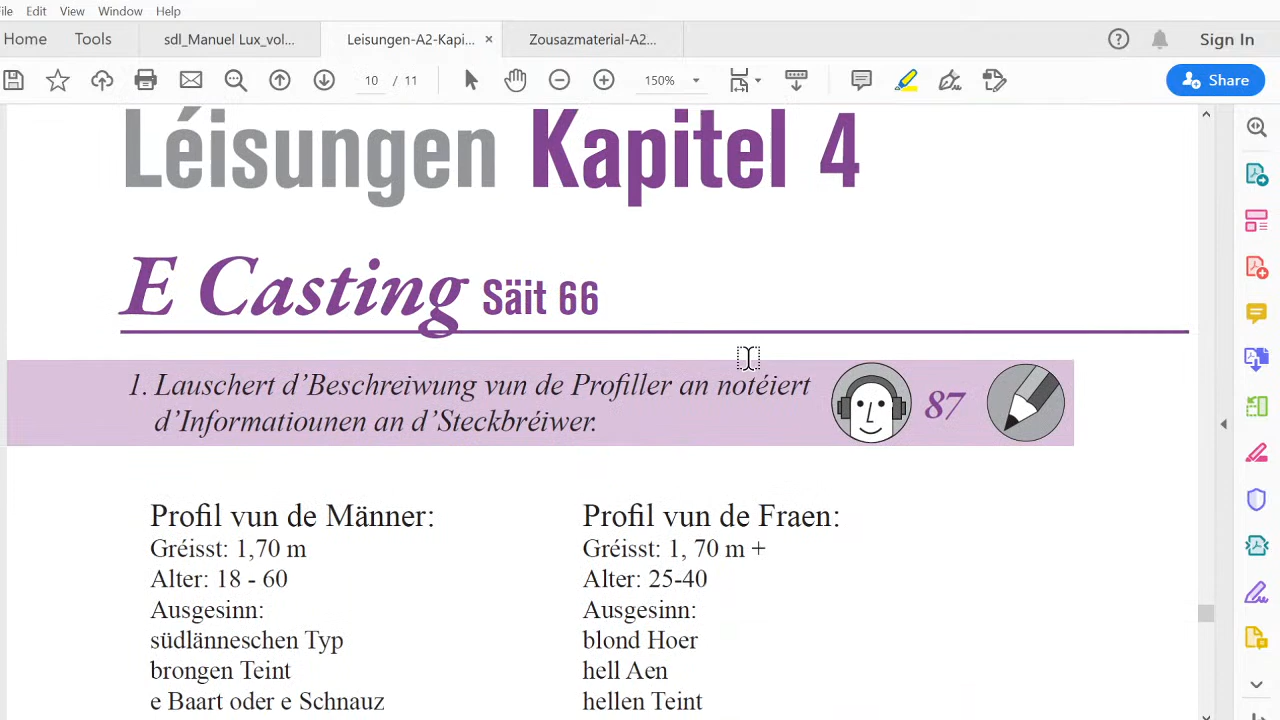 File Edit View Window Help
Home Tools sdl_Manuel Lux_vol... Leisungen-A2-Kapi... × Zousazmaterial-A2... Sign In
10 / 11 150% Share
Léisungen Kapitel 4
E Casting Säit 66
1. Lauschert d'Beschreiwung vun de Profiller an notéiert
87
d'Informatiounen an d'Steckbréiwer.
Profil vun de Männer:
Gréisst: 1,70 m
Alter: 18 - 60
Ausgesinn:
südlänneschen Typ
brongen Teint
e Baart oder e Schnauz
Profil vun de Fraen:
Gréisst: 1, 70 m +
Alter: 25-40
Ausgesinn:
blond Hoer
hell Aen
hellen Teint